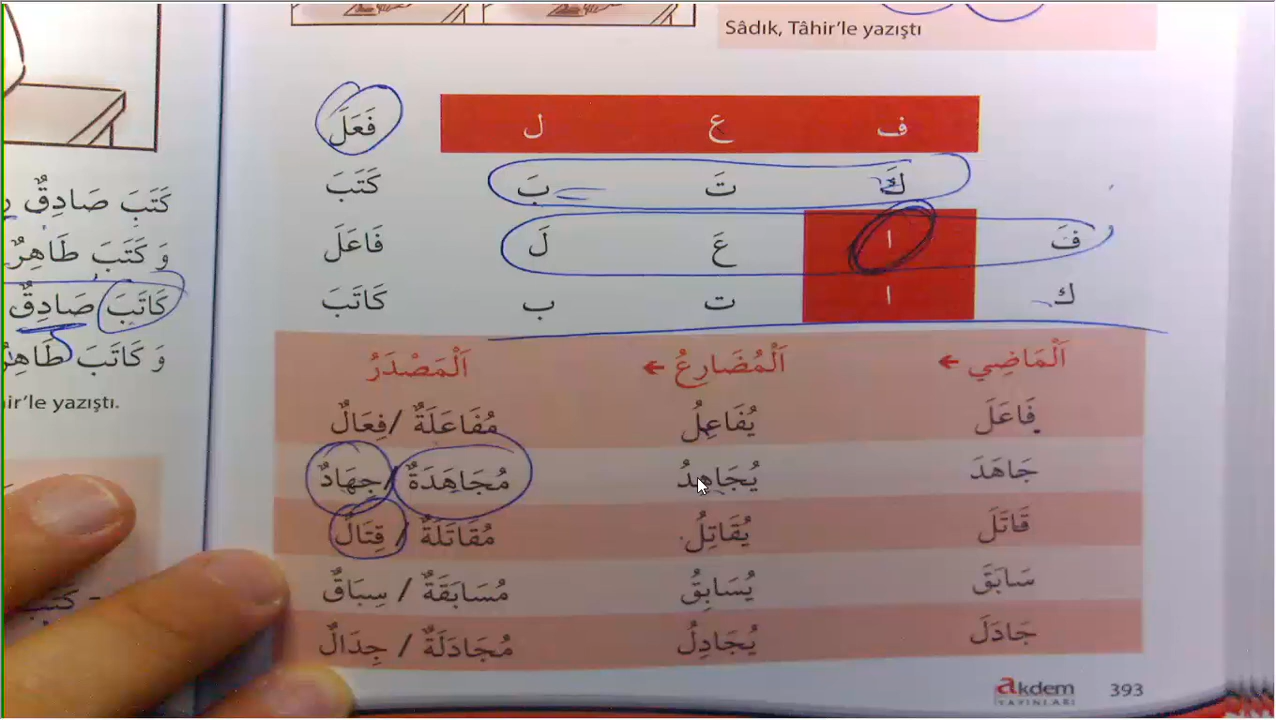 Sâdık, Tâhir'le yazıştı
ف ع ل فَعَلَ
كَ تَ بَ كَتَبَ
فَ ا عَ لَ فَاعَلَ
ك ا ت ب كَاتَبَ
اَلْمَاضِي ← اَلْمُضَارِعُ ← اَلْمَصْدَرُ
فَاعَلَ يُفَاعِلُ مُفَاعَلَةٌ / فِعَالٌ
جَاهَدَ يُجَاهِدُ مُجَاهَدَةٌ / جِهَادٌ
قَاتَلَ يُقَاتِلُ مُقَاتَلَةٌ / قِتَالٌ
سَابَقَ يُسَابِقُ مُسَابَقَةٌ / سِبَاقٌ
جَادَلَ يُجَادِلُ مُجَادَلَةٌ / جِدَالٌ
akdem YAYINLARI 393
كَتَبَ صَادِقٌ
وَ كَتَبَ طَاهِرٌ
كَاتَبَ صَادِقٌ
وَ كَاتَبَ طَاهِرٌ
ir'le yazıştı.
- كَتَبَ